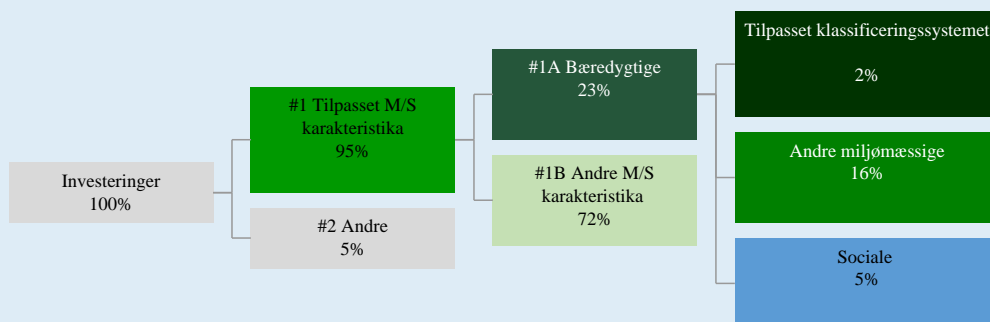 Investeringer
100%
#1 Tilpasset M/S
karakteristika
95%
#2 Andre
5%
#1A Bæredygtige
23%
#1B Andre M/S
karakteristika
72%
Tilpasset klassificeringssystemet
2%
Andre miljømæssige
16%
Sociale
5%